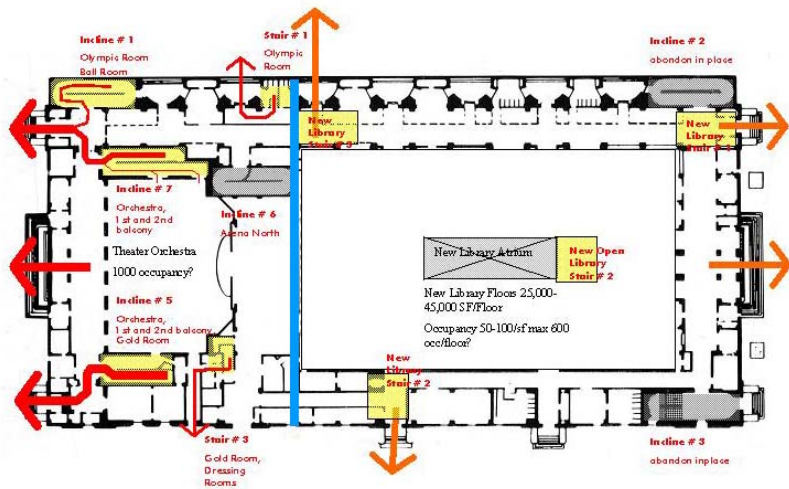 Incline # 1
Olympic Room
Ball Room
Stair # 1
Olympic
Room
Incline # 2
abondon in place
New
Library
Stair # 3
New
Library
Stair # 1
Incline # 7
Orchestra,
1st and 2nd
balcony
Incline # 6
Arena North
Theater Orchestra
1000 occupancy?
New Library Atrium
New Open
Library
Stair # 2
New Library Floors 25,000-
45,000 SF/Floor
Occupancy 50-100/sf max 600
occ/floor?
Incline # 5
Orchestra,
1st and 2nd balcony
Gold Room
New
Library
Stair # 2
Stair # 3
Gold Room,
Dressing
Rooms
Incline # 3
abandon inplace